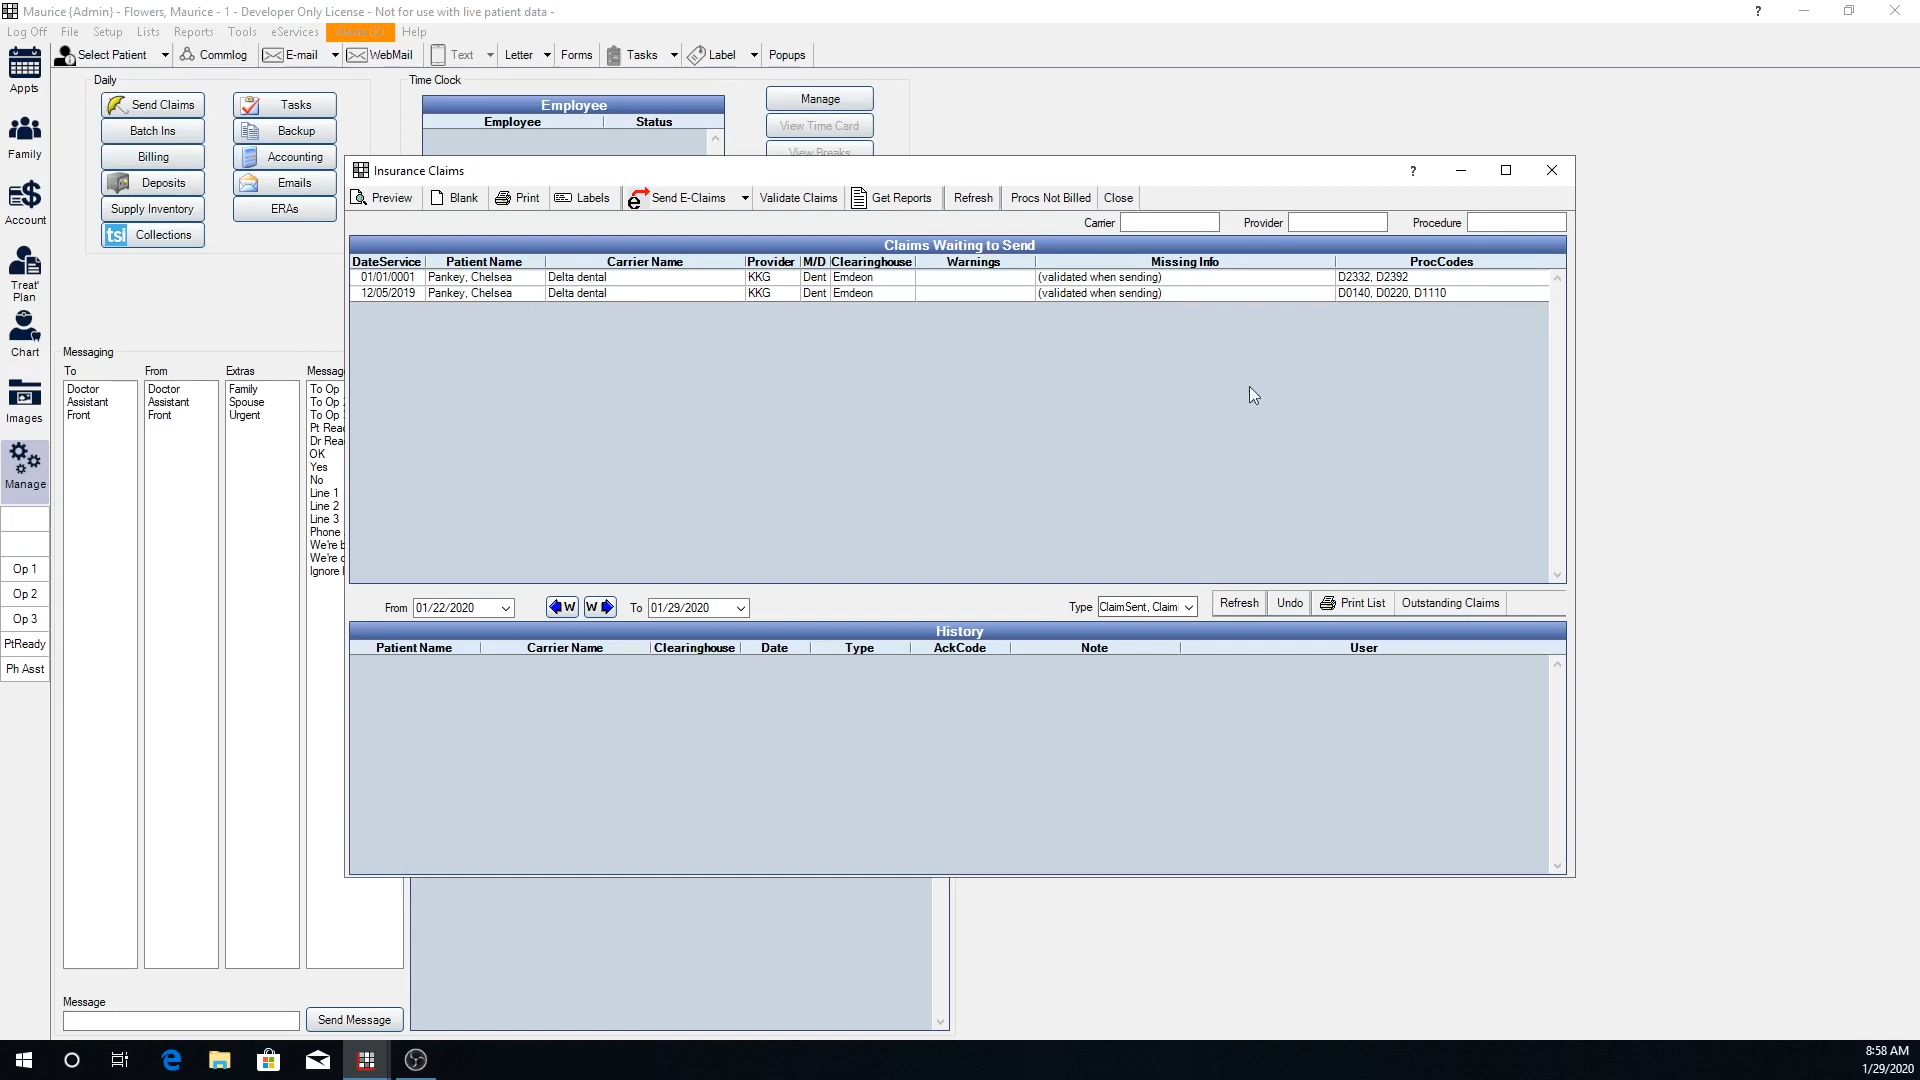 Maurice {Admin} - Flowers, Maurice - 1 - Developer Only License - Not for use with live patient data -
?
Log Off File Setup Lists Reports Tools eServices Alerts (2) Help
Select Patient Commlog E-mail WebMail Text Letter Forms Tasks Label Popups
Appts
Family
Account
Treat' Plan
Chart
Images
Manage
Op 1
Op 2
Op 3
PtReady
Ph Asst
Daily
Send Claims Tasks
Batch Ins Backup
Billing Accounting
Deposits Emails
Supply Inventory ERAs
tsi Collections
Time Clock
Employee
Employee Status
Manage
View Time Card
View Breaks
Messaging
To From Extras Messag
Doctor Doctor Family To Op
Assistant Assistant Spouse To Op
Front Front Urgent To Op
Pt Rea
Dr Rea
OK
Yes
No
Line 1
Line 2
Line 3
Phone
We're b
We're c
Ignore
Message
Send Message
Insurance Claims
?
Preview Blank Print Labels e Send E-Claims Validate Claims Get Reports Refresh Procs Not Billed Close
Carrier Provider Procedure
Claims Waiting to Send
DateService Patient Name Carrier Name Provider M/D Clearinghouse Warnings Missing Info ProcCodes
01/01/0001 Pankey, Chelsea Delta dental KKG Dent Emdeon (validated when sending) D2332, D2392
12/05/2019 Pankey, Chelsea Delta dental KKG Dent Emdeon (validated when sending) D0140, D0220, D1110
From 01/22/2020 W W To 01/29/2020 Type ClaimSent, Claim Refresh Undo Print List Outstanding Claims
History
Patient Name Carrier Name Clearinghouse Date Type AckCode Note User
8:58 AM
1/29/2020